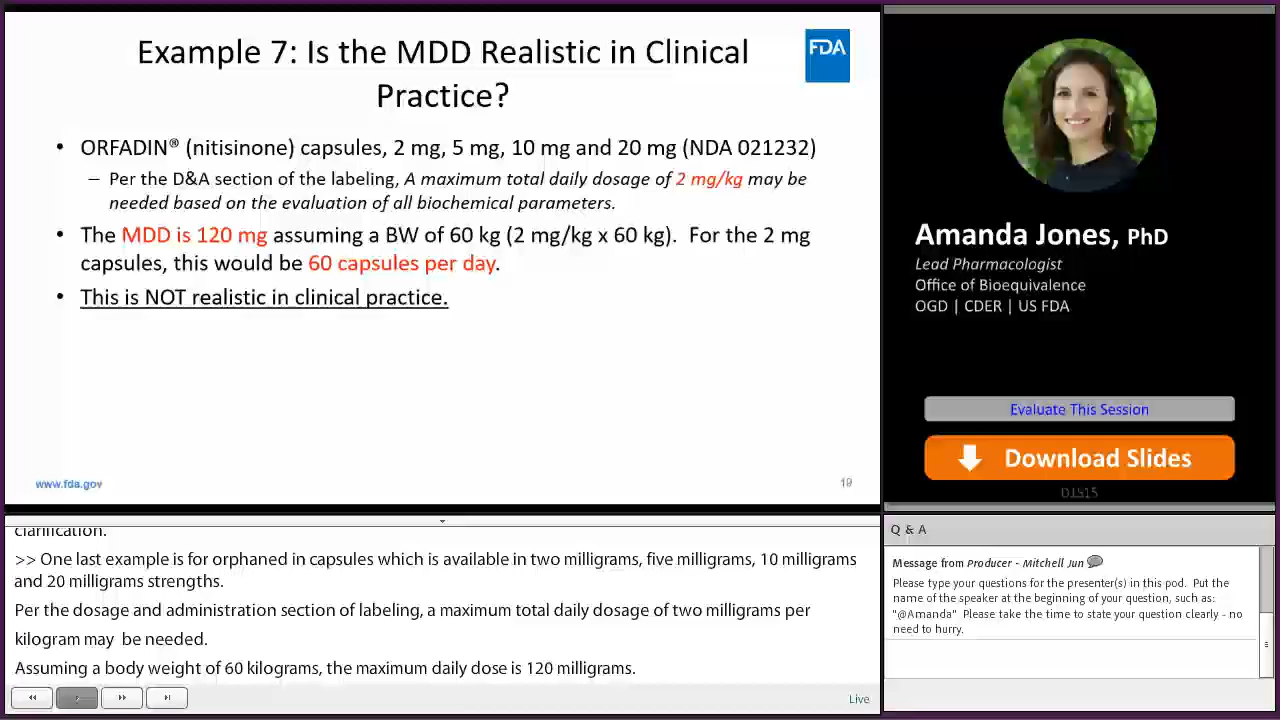 Example 7: Is the MDD Realistic in Clinical
Practice?
FDA
• ORFADIN® (nitisinone) capsules, 2 mg, 5 mg, 10 mg and 20 mg (NDA 021232)
– Per the D&A section of the labeling, A maximum total daily dosage of 2 mg/kg may be
needed based on the evaluation of all biochemical parameters.
• The MDD is 120 mg assuming a BW of 60 kg (2 mg/kg x 60 kg). For the 2 mg
capsules, this would be 60 capsules per day.
• This is NOT realistic in clinical practice.
www.fda.gov
19
Amanda Jones, PhD
Lead Pharmacologist
Office of Bioequivalence
OGD | CDER | US FDA
Evaluate This Session
Download Slides
clarification.
>> One last example is for orphaned in capsules which is available in two milligrams, five milligrams, 10 milligrams
and 20 milligrams strengths.
Per the dosage and administration section of labeling, a maximum total daily dosage of two milligrams per
kilogram may be needed.
Assuming a body weight of 60 kilograms, the maximum daily dose is 120 milligrams.
Live
Q & A
Message from Producer - Mitchell Jun
Please type your questions for the presenter(s) in this pod. Put the
name of the speaker at the beginning of your question, such as:
"@Amanda" Please take the time to state your question clearly - no
need to hurry.